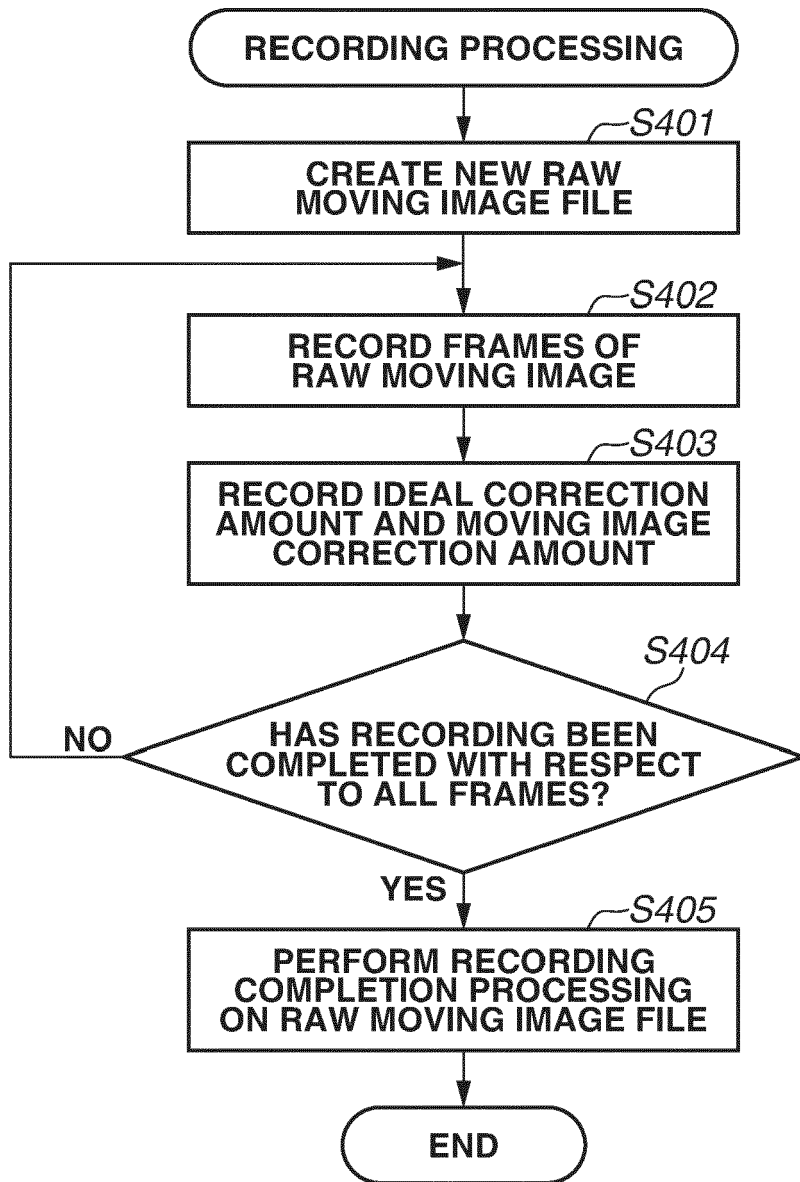 RECORDING PROCESSING
S401
CREATE NEW RAW
MOVING IMAGE FILE
S402
RECORD FRAMES OF
RAW MOVING IMAGE
S403
RECORD IDEAL CORRECTION
AMOUNT AND MOVING IMAGE
CORRECTION AMOUNT
S404
HAS RECORDING BEEN
COMPLETED WITH RESPECT
TO ALL FRAMES?
NO
YES
S405
PERFORM RECORDING
COMPLETION PROCESSING
ON RAW MOVING IMAGE FILE
END